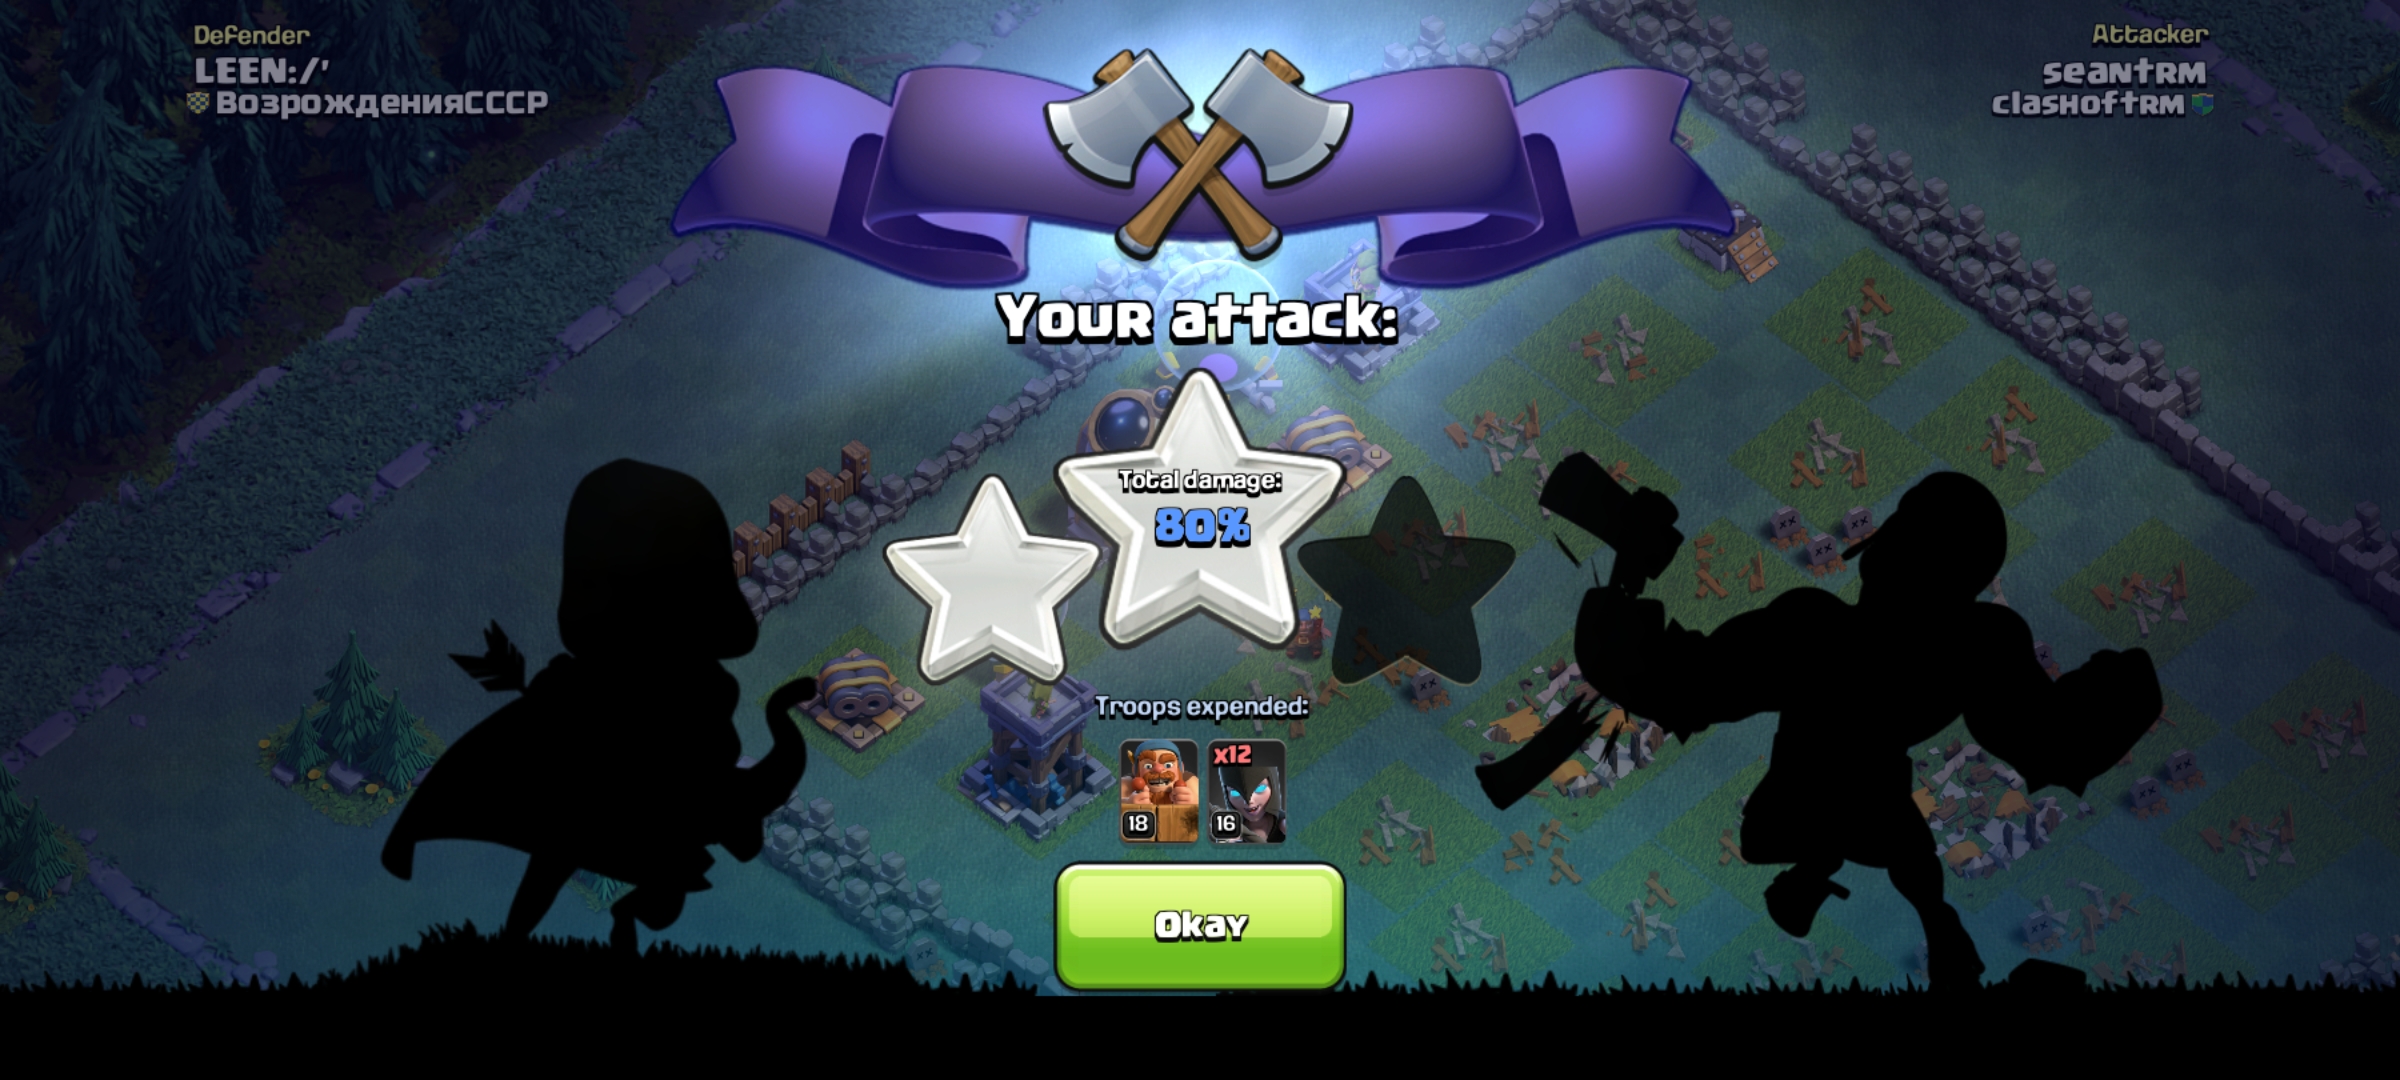 Defender
LEEN:/'
ВозрожденияСССР
Attacker
seantrm
clashoftrm
Your attack:
Total damage:
80%
Troops expended:
x12
18
16
Okay